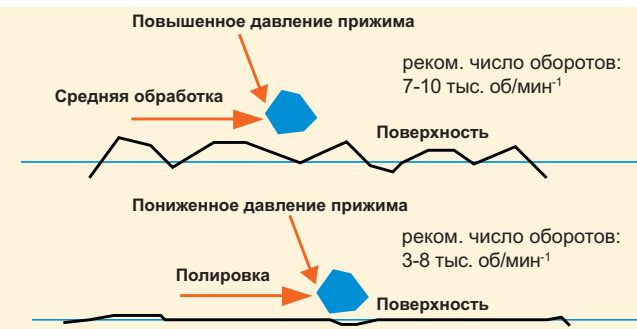 Повышенное давление прижима
реком. число оборотов:
7-10 тыс. об/мин⁻¹
Средняя обработка
Поверхность
Пониженное давление прижима
реком. число оборотов:
3-8 тыс. об/мин⁻¹
Полировка
Поверхность